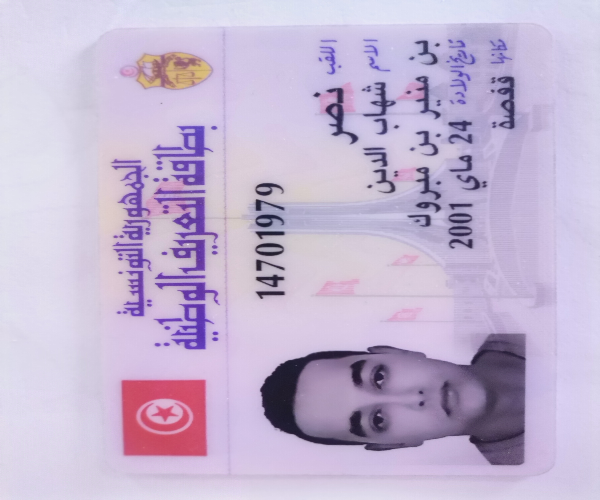 الجمهورية التونسية
بطاقة التعريف الوطنية
14701979
اللقب نصر
الاسم شهاب الدين
بن منير بن مبروك
تاريخ الولادة 24 ماي 2001
مكانها قفصة